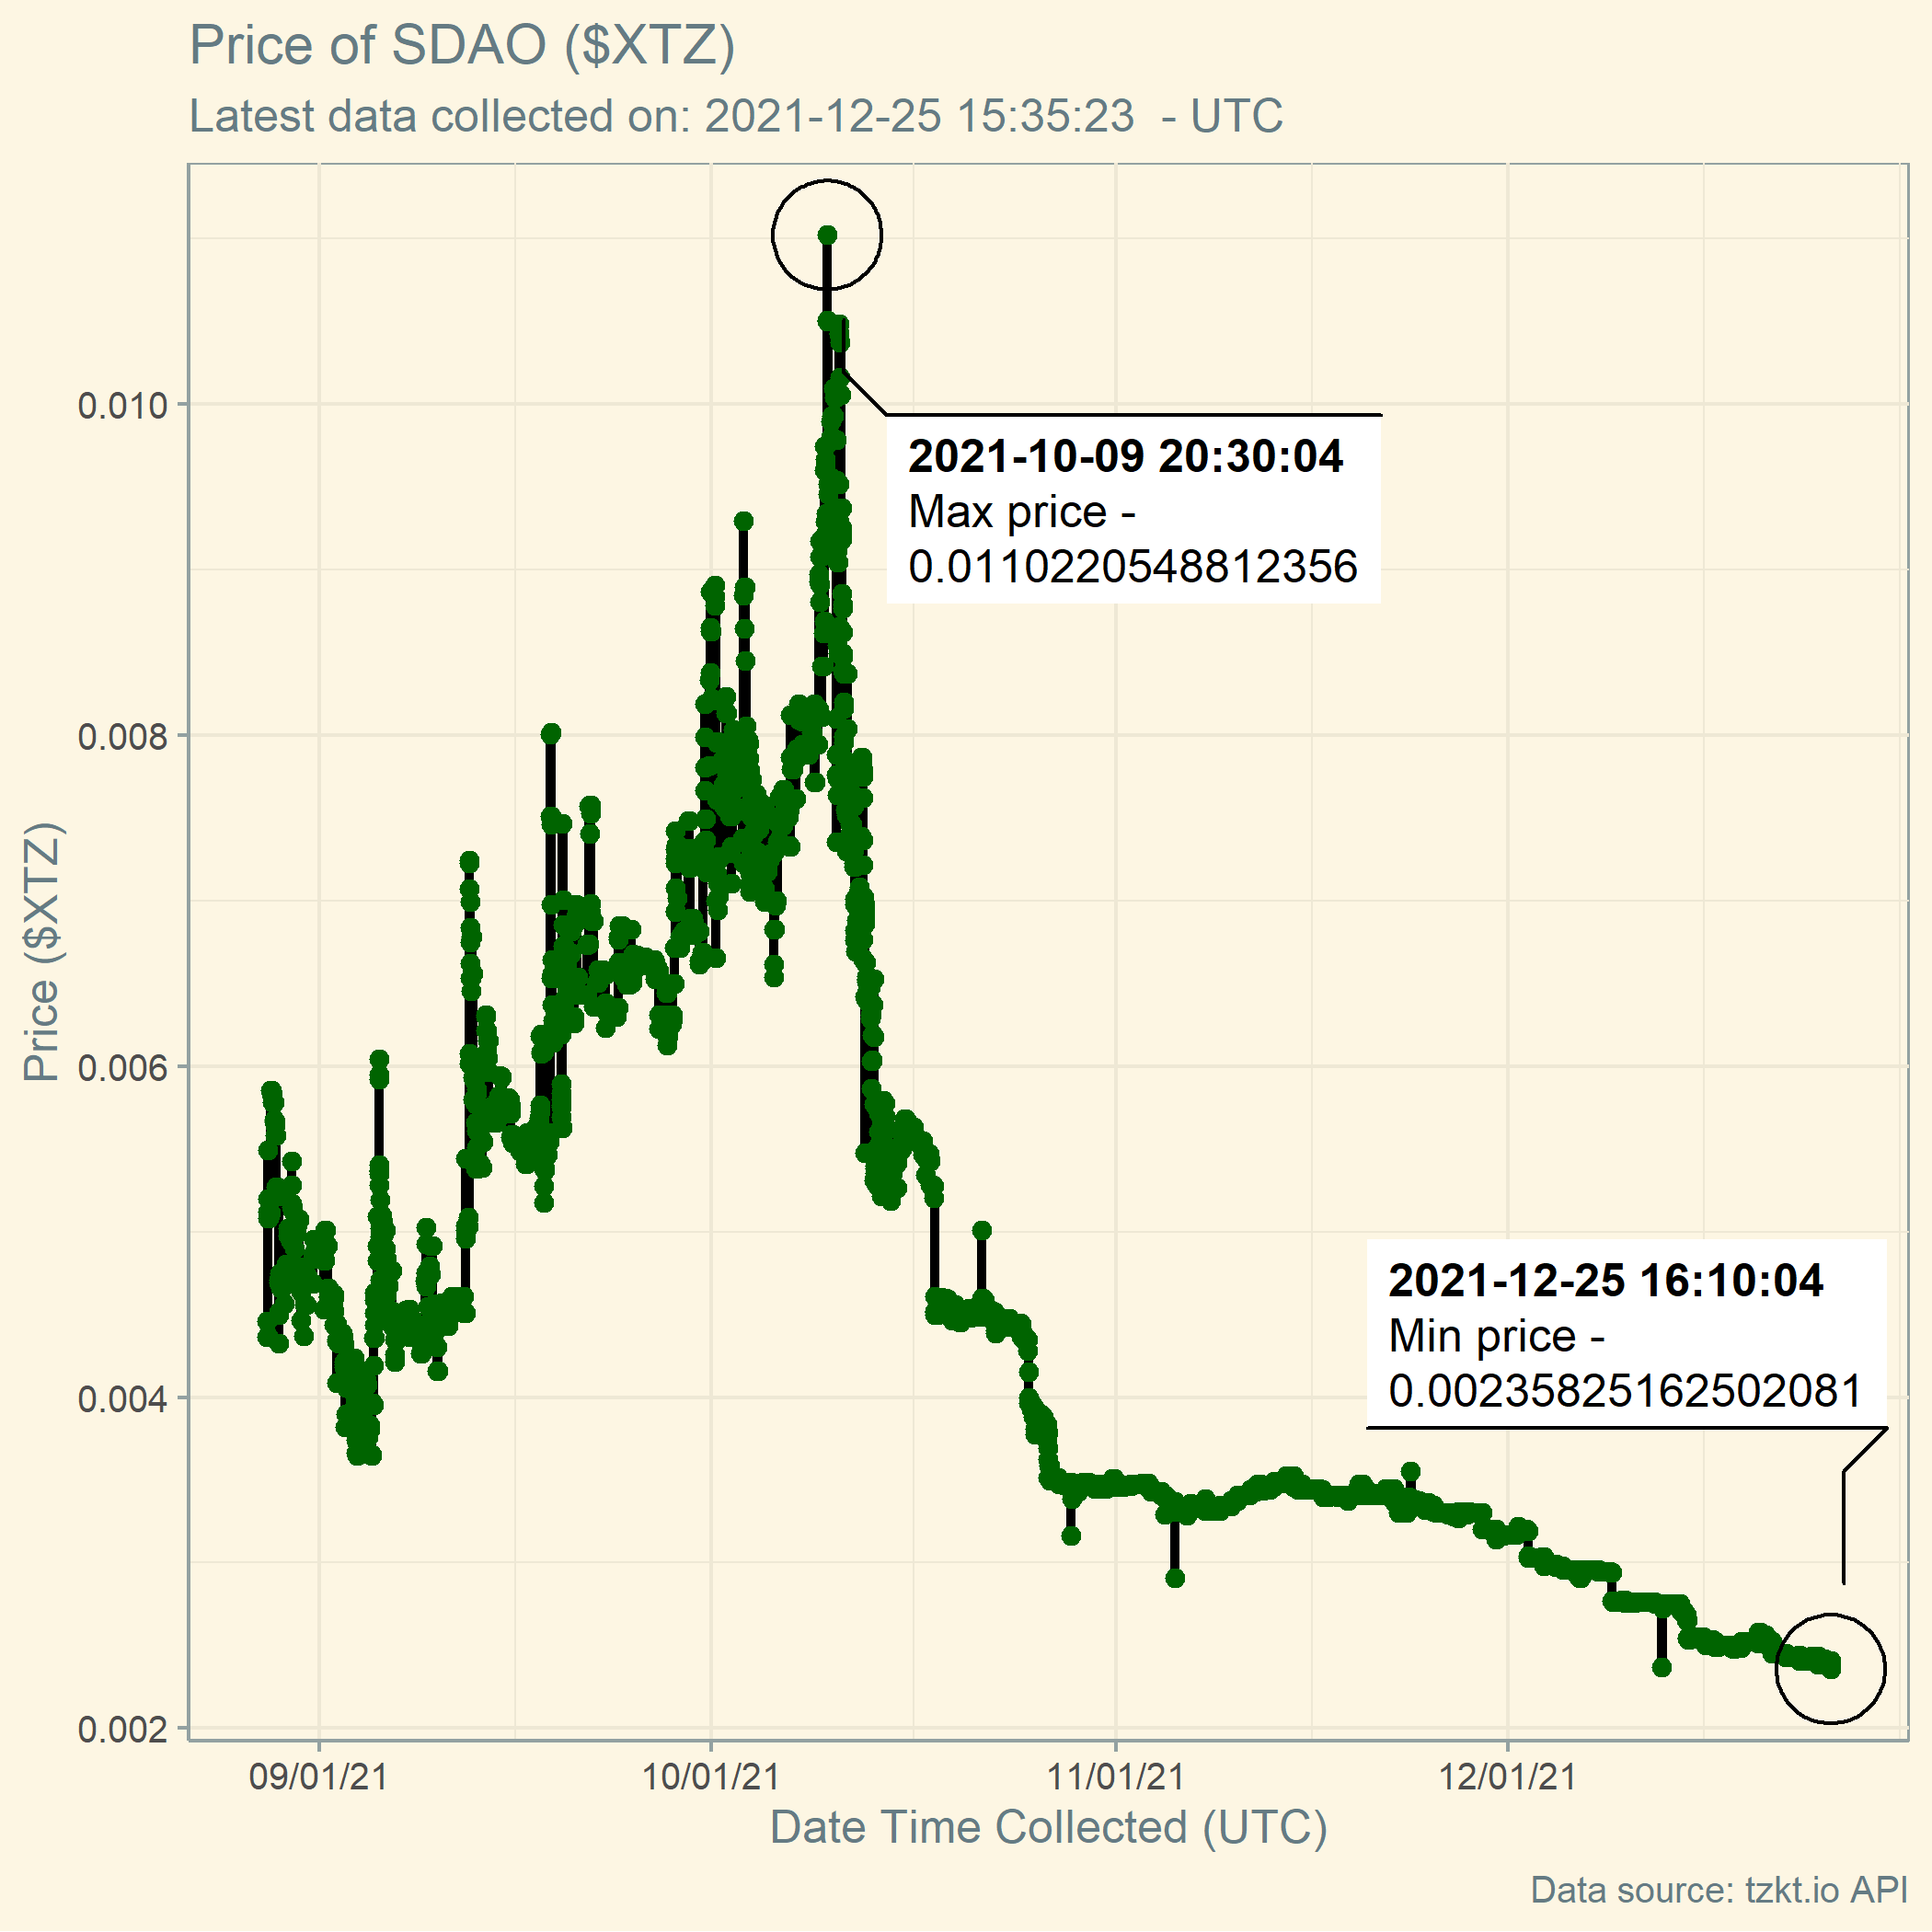 Price of SDAO ($XTZ)
Latest data collected on: 2021-12-25 15:35:23  - UTC
2021-10-09 20:30:04
Max price -
0.0110220548812356
2021-12-25 16:10:04
Min price -
0.00235825162502081
Price ($XTZ)
0.010
0.008
0.006
0.004
0.002
09/01/21
10/01/21
11/01/21
12/01/21
Date Time Collected (UTC)
Data source: tzkt.io API